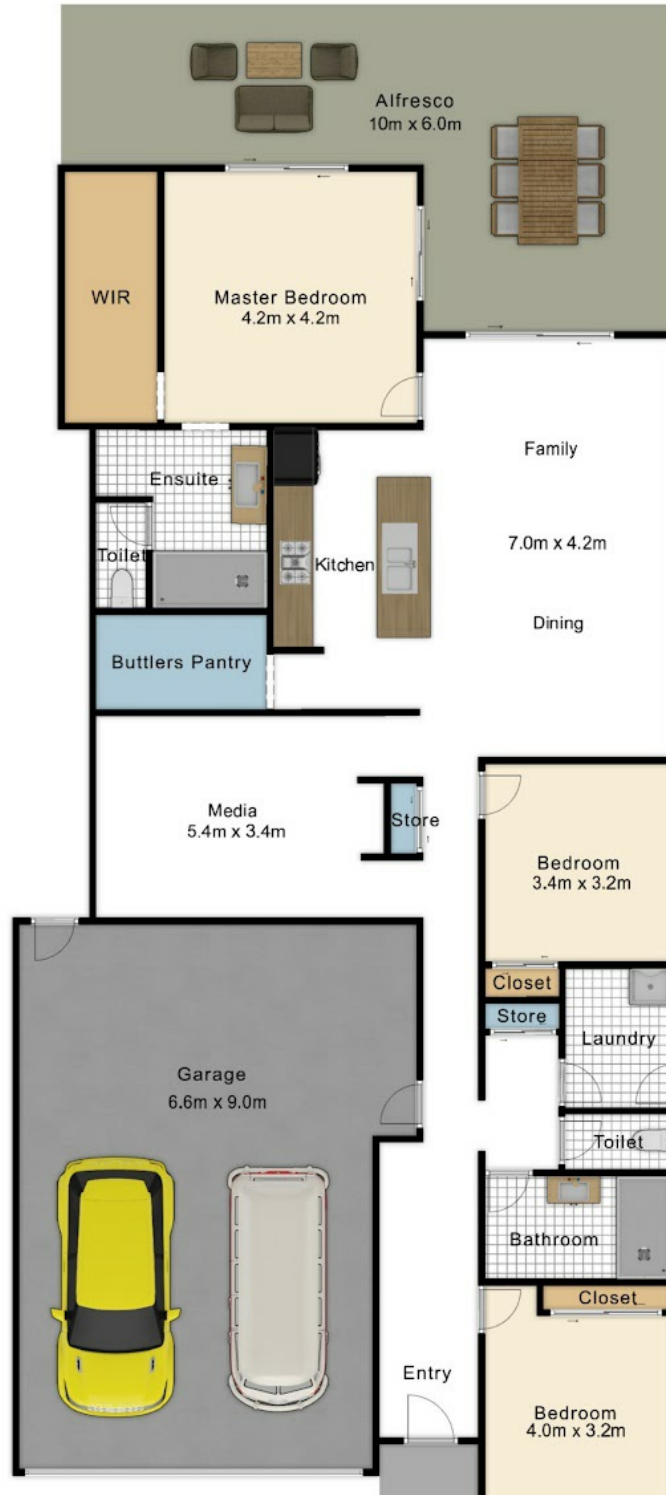 Alfresco
10m x 6.0m
WIR
Master Bedroom
4.2m x 4.2m
Family
Ensuite
7.0m x 4.2m
Toilet
Kitchen
Dining
Buttlers Pantry
Media
5.4m x 3.4m
Store
Bedroom
3.4m x 3.2m
Closet
Store
Laundry
Garage
6.6m x 9.0m
Toilet
Bathroom
Closet
Entry
Bedroom
4.0m x 3.2m